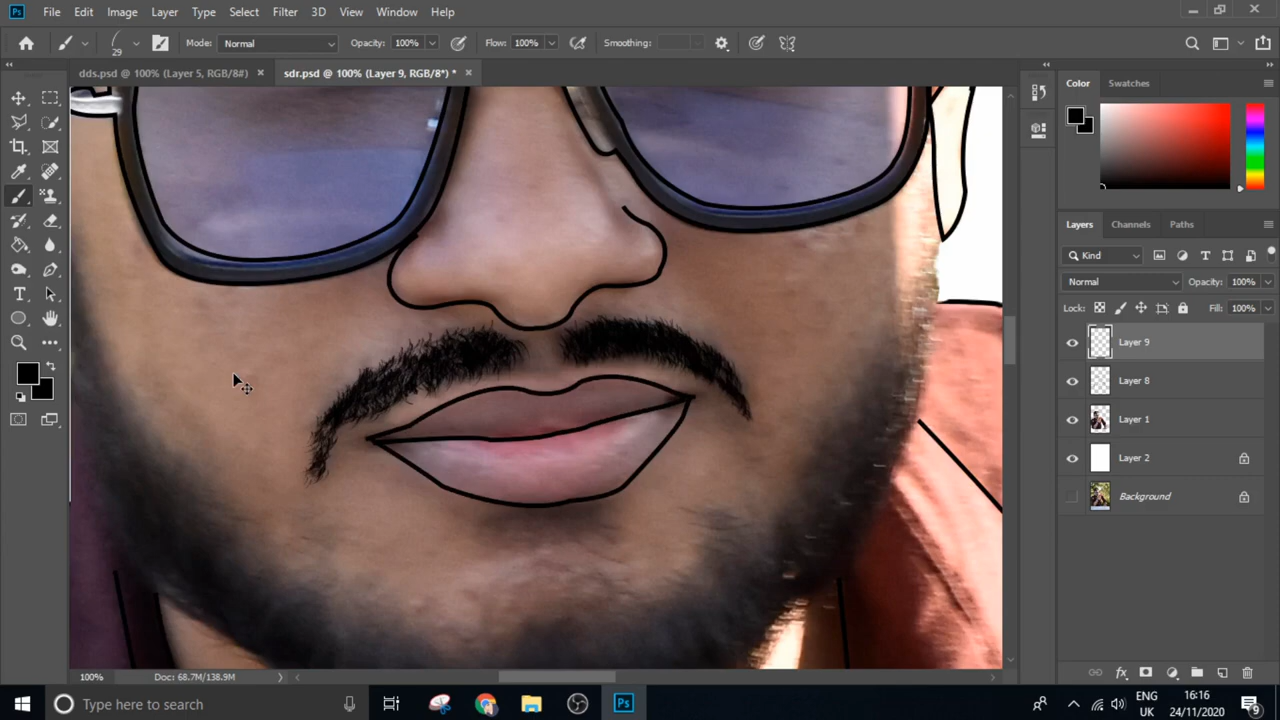 Ps File Edit Image Layer Type Select Filter 3D View Window Help
29 Mode: Normal Opacity: 100% Flow: 100% Smoothing:
dds.psd @ 100% (Layer 5, RGB/8#) sdr.psd @ 100% (Layer 9, RGB/8*) *
Color Swatches
Layers Channels Paths
Kind
Normal Opacity: 100%
Lock: Fill: 100%
Layer 9
Layer 8
Layer 1
Layer 2
Background
100% Doc: 68.7M/138.9M
Type here to search
Ps
ENG
UK
16:16
24/11/2020
9